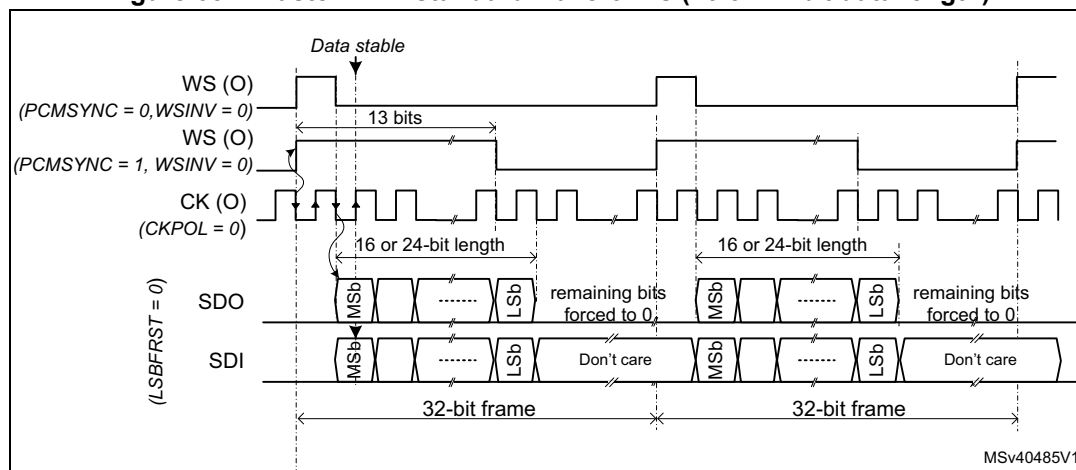 Data stable
WS (O)
(PCMSYNC = 0,WSINV = 0)
13 bits
WS (O)
(PCMSYNC = 1, WSINV = 0)
CK (O)
(CKPOL = 0)
16 or 24-bit length
16 or 24-bit length
(LSBFRST = 0)
SDO
MSb
LSb
remaining bits
forced to 0
MSb
LSb
remaining bits
forced to 0
SDI
MSb
LSb
Don't care
MSb
LSb
Don't care
32-bit frame
32-bit frame
MSv40485V1